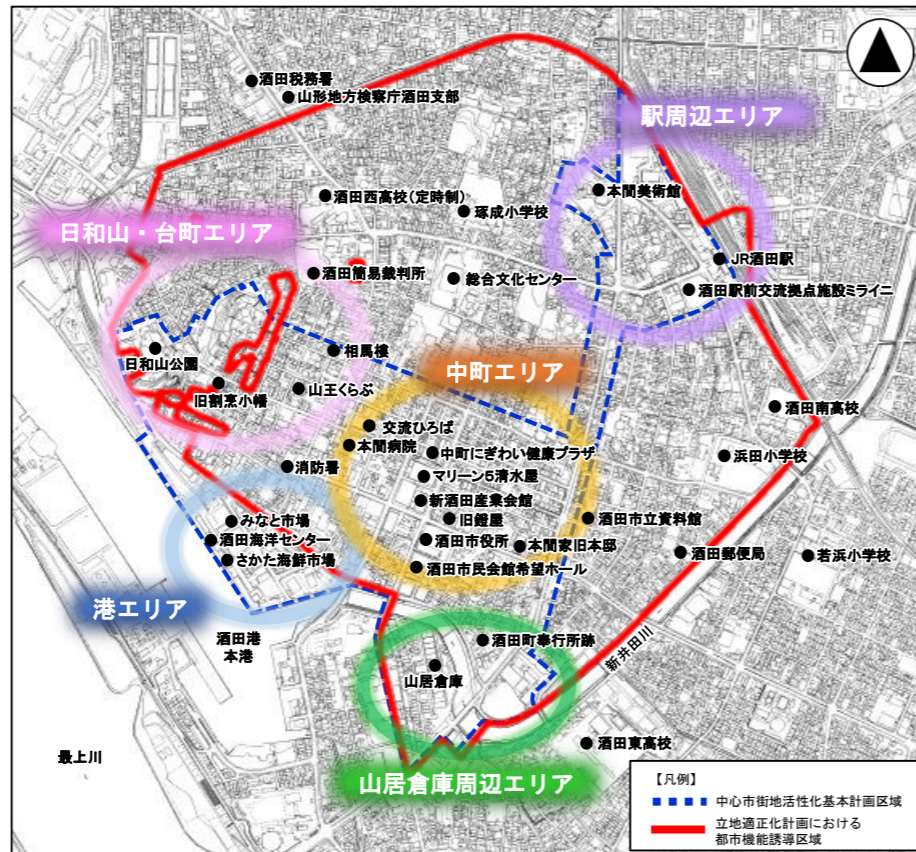 酒田税務署
山形地方検察庁酒田支部
駅周辺エリア
本間美術館
酒田西高校(定時制)
琢成小学校
日和山・台町エリア
JR酒田駅
酒田簡易裁判所
総合文化センター
酒田駅前交流拠点施設ミライニ
日和山公園
相馬樓
中町エリア
旧割烹小幡
山王くらぶ
酒田南高校
交流ひろば
本間病院
中町にぎわい健康プラザ
浜田小学校
消防署
マリーン5清水屋
新酒田産業会館
みなと市場
旧鐙屋
酒田市立資料館
酒田海洋センター
酒田市役所
本間家旧本邸
酒田郵便局
若浜小学校
さかた海鮮市場
酒田市民会館希望ホール
港エリア
酒田港
本港
酒田町奉行所跡
新井田川
山居倉庫
酒田東高校
最上川
山居倉庫周辺エリア
【凡例】
中心市街地活性化基本計画区域
立地適正化計画における
都市機能誘導区域